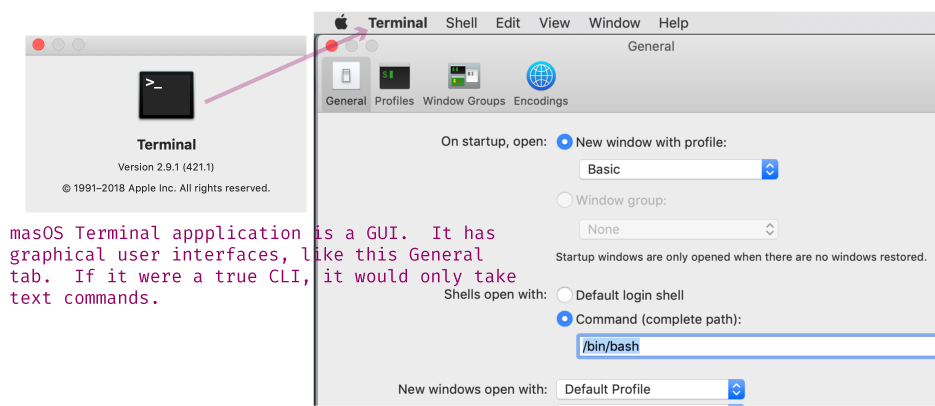 Terminal Shell Edit View Window Help
General
General Profiles Window Groups Encodings
>_
Terminal
Version 2.9.1 (421.1)
© 1991–2018 Apple Inc. All rights reserved.
masOS Terminal appplication is a GUI. It has
graphical user interfaces, like this General
tab. If it were a true CLI, it would only take
text commands.
On startup, open: New window with profile:
Basic
Window group:
None
Startup windows are only opened when there are no windows restored.
Shells open with: Default login shell
Command (complete path):
/bin/bash
New windows open with: Default Profile